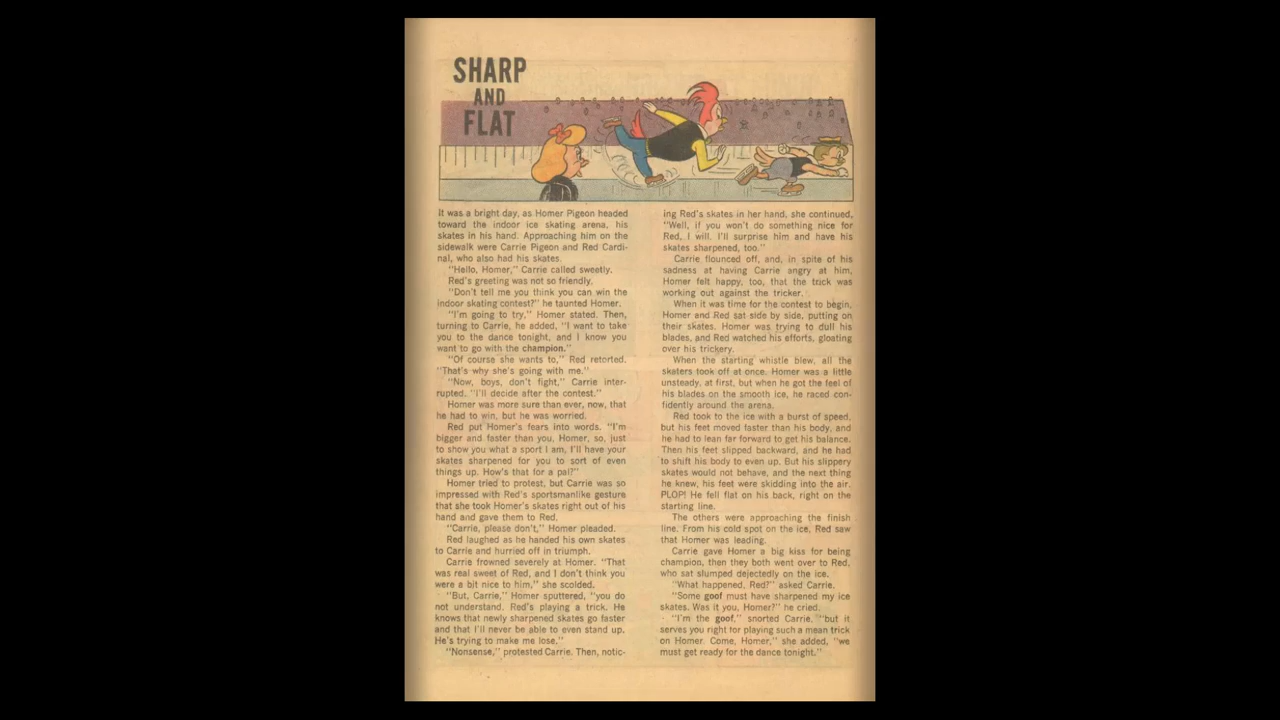 SHARP
AND
FLAT
It was a bright day, as Homer Pigeon headed
toward the indoor ice skating arena, his
skates in his hand. Approaching him on the
sidewalk were Carrie Pigeon and Red Cardi-
nal, who also had his skates.
"Hello, Homer," Carrie called sweetly.
Red's greeting was not so friendly.
"Don't tell me you think you can win the
indoor skating contest?" he taunted Homer.
"I'm going to try," Homer stated. Then,
turning to Carrie, he added, "I want to take
you to the dance tonight, and I know you
want to go with the champion."
"Of course she wants to," Red retorted.
"That's why she's going with me."
"Now, boys, don't fight," Carrie inter-
rupted. "I'll decide after the contest."
Homer was more sure than ever, now, that
he had to win, but he was worried.
Red put Homer's fears into words. "I'm
bigger and faster than you, Homer, so, just
to show you what a sport I am, I'll have your
skates sharpened for you to sort of even
things up. How's that for a pal?"
Homer tried to protest, but Carrie was so
impressed with Red's sportsmanlike gesture
that she took Homer's skates right out of his
hand and gave them to Red.
"Carrie, please don't," Homer pleaded.
Red laughed as he handed his own skates
to Carrie and hurried off in triumph.
Carrie frowned severely at Homer. "That
was real sweet of Red, and I don't think you
were a bit nice to him," she scolded.
"But, Carrie," Homer sputtered, "you do
not understand. Red's playing a trick. He
knows that newly sharpened skates go faster
and that I'll never be able to even stand up.
He's trying to make me lose."
"Nonsense," protested Carrie. Then, notic-
ing Red's skates in her hand, she continued,
"Well, if you won't do something nice for
Red, I will. I'll surprise him and have his
skates sharpened, too."
Carrie flounced off, and, in spite of his
sadness at having Carrie angry at him,
Homer felt happy, too, that the trick was
working out against the tricker.
When it was time for the contest to begin,
Homer and Red sat side by side, putting on
their skates. Homer was trying to dull his
blades, and Red watched his efforts, gloating
over his trickery.
When the starting whistle blew, all the
skaters took off at once. Homer was a little
unsteady, at first, but when he got the feel of
his blades on the smooth ice, he raced con-
fidently around the arena.
Red took to the ice with a burst of speed,
but his feet moved faster than his body, and
he had to lean far forward to get his balance.
Then his feet slipped backward, and he had
to shift his body to even up. But his slippery
skates would not behave, and the next thing
he knew, his feet were skidding into the air.
PLOP! He fell flat on his back, right on the
starting line.
The others were approaching the finish
line. From his cold spot on the ice, Red saw
that Homer was leading.
Carrie gave Homer a big kiss for being
champion, then they both went over to Red,
who sat slumped dejectedly on the ice.
"What happened, Red?" asked Carrie.
"Some goof must have sharpened my ice
skates. Was it you, Homer?" he cried.
"I'm the goof," snorted Carrie, "but it
serves you right for playing such a mean trick
on Homer. Come, Homer," she added, "we
must get ready for the dance tonight."